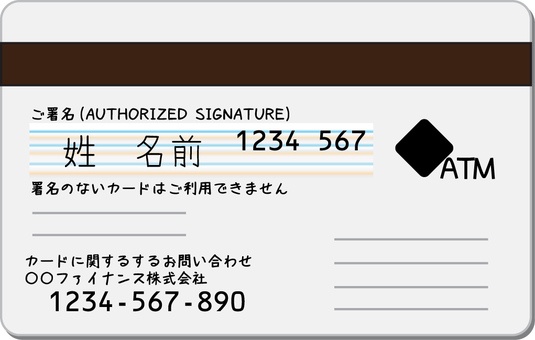 ご署名(AUTHORIZED SIGNATURE)
姓 名前 1234 567
ATM
署名のないカードはご利用できません
カードに関するするお問い合わせ
〇〇ファイナンス株式会社
1234-567-890